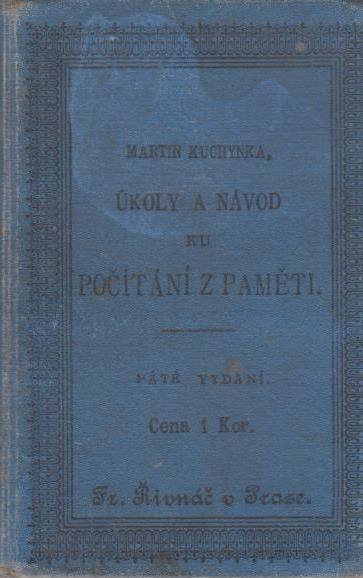 MARTIN KUCHYNKA,
ÚKOLY A NÁVOD
KU
POČÍTÁNÍ Z PAMĚTI.
PÁTÉ VYDÁNÍ.
Cena 1 Kor.
Fr. Řivnáč v Praze.